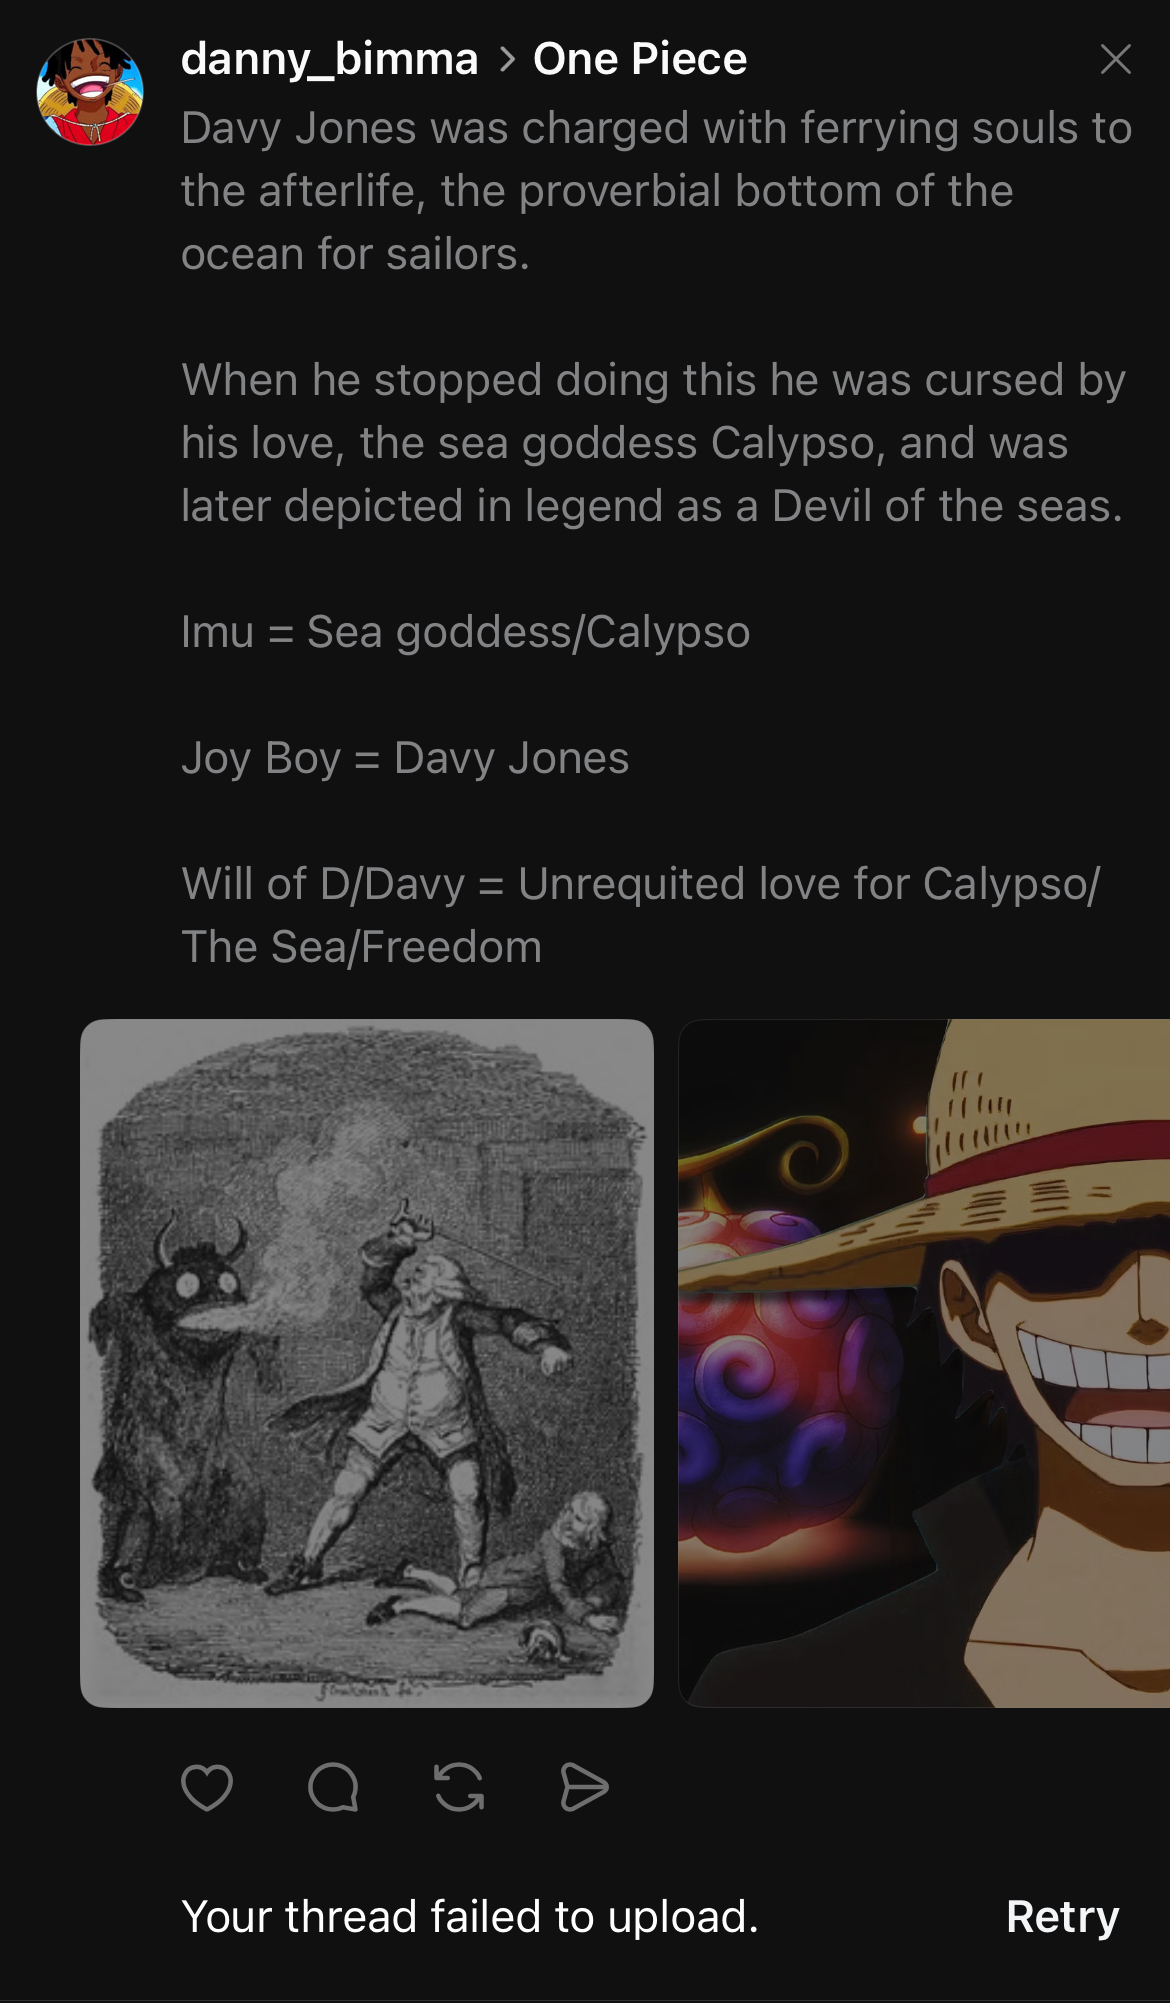 danny_bimma > One Piece
Davy Jones was charged with ferrying souls to
the afterlife, the proverbial bottom of the
ocean for sailors.
When he stopped doing this he was cursed by
his love, the sea goddess Calypso, and was
later depicted in legend as a Devil of the seas.
Imu = Sea goddess/Calypso
Joy Boy = Davy Jones
Will of D/Davy = Unrequited love for Calypso/
The Sea/Freedom
Your thread failed to upload.
Retry